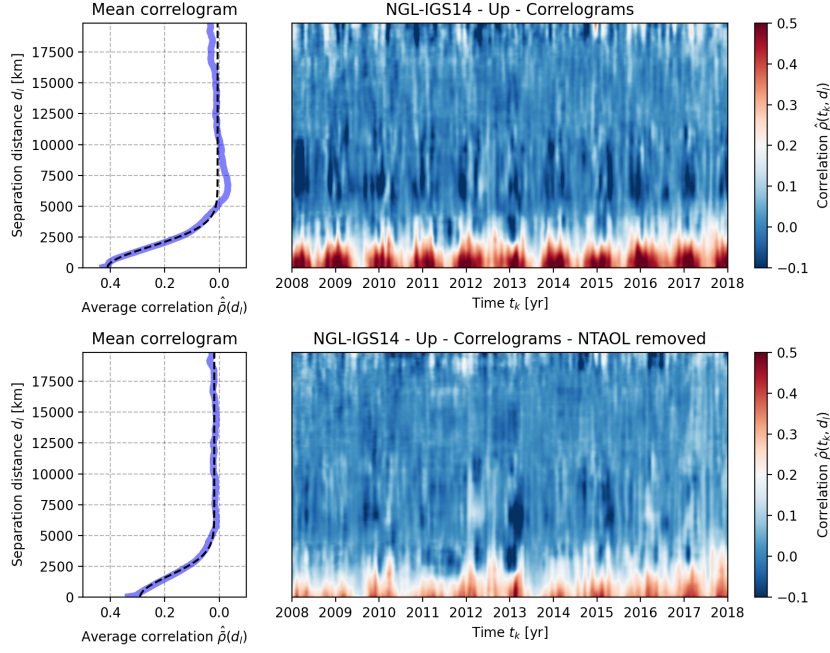 Mean correlogram
NGL-IGS14 - Up - Correlograms
17500
15000
12500
10000
7500
5000
2500
0
Separation distance d_l [km]
0.4 0.2 0.0
Average correlation ρ̄̂(d_l)
2008 2009 2010 2011 2012 2013 2014 2015 2016 2017 2018
Time t_k [yr]
0.5
0.4
0.3
0.2
0.1
0.0
−0.1
Correlation ρ̂(t_k, d_l)
Mean correlogram
NGL-IGS14 - Up - Correlograms - NTAOL removed
17500
15000
12500
10000
7500
5000
2500
0
Separation distance d_l [km]
0.4 0.2 0.0
Average correlation ρ̄̂(d_l)
2008 2009 2010 2011 2012 2013 2014 2015 2016 2017 2018
Time t_k [yr]
0.5
0.4
0.3
0.2
0.1
0.0
−0.1
Correlation ρ̂(t_k, d_l)